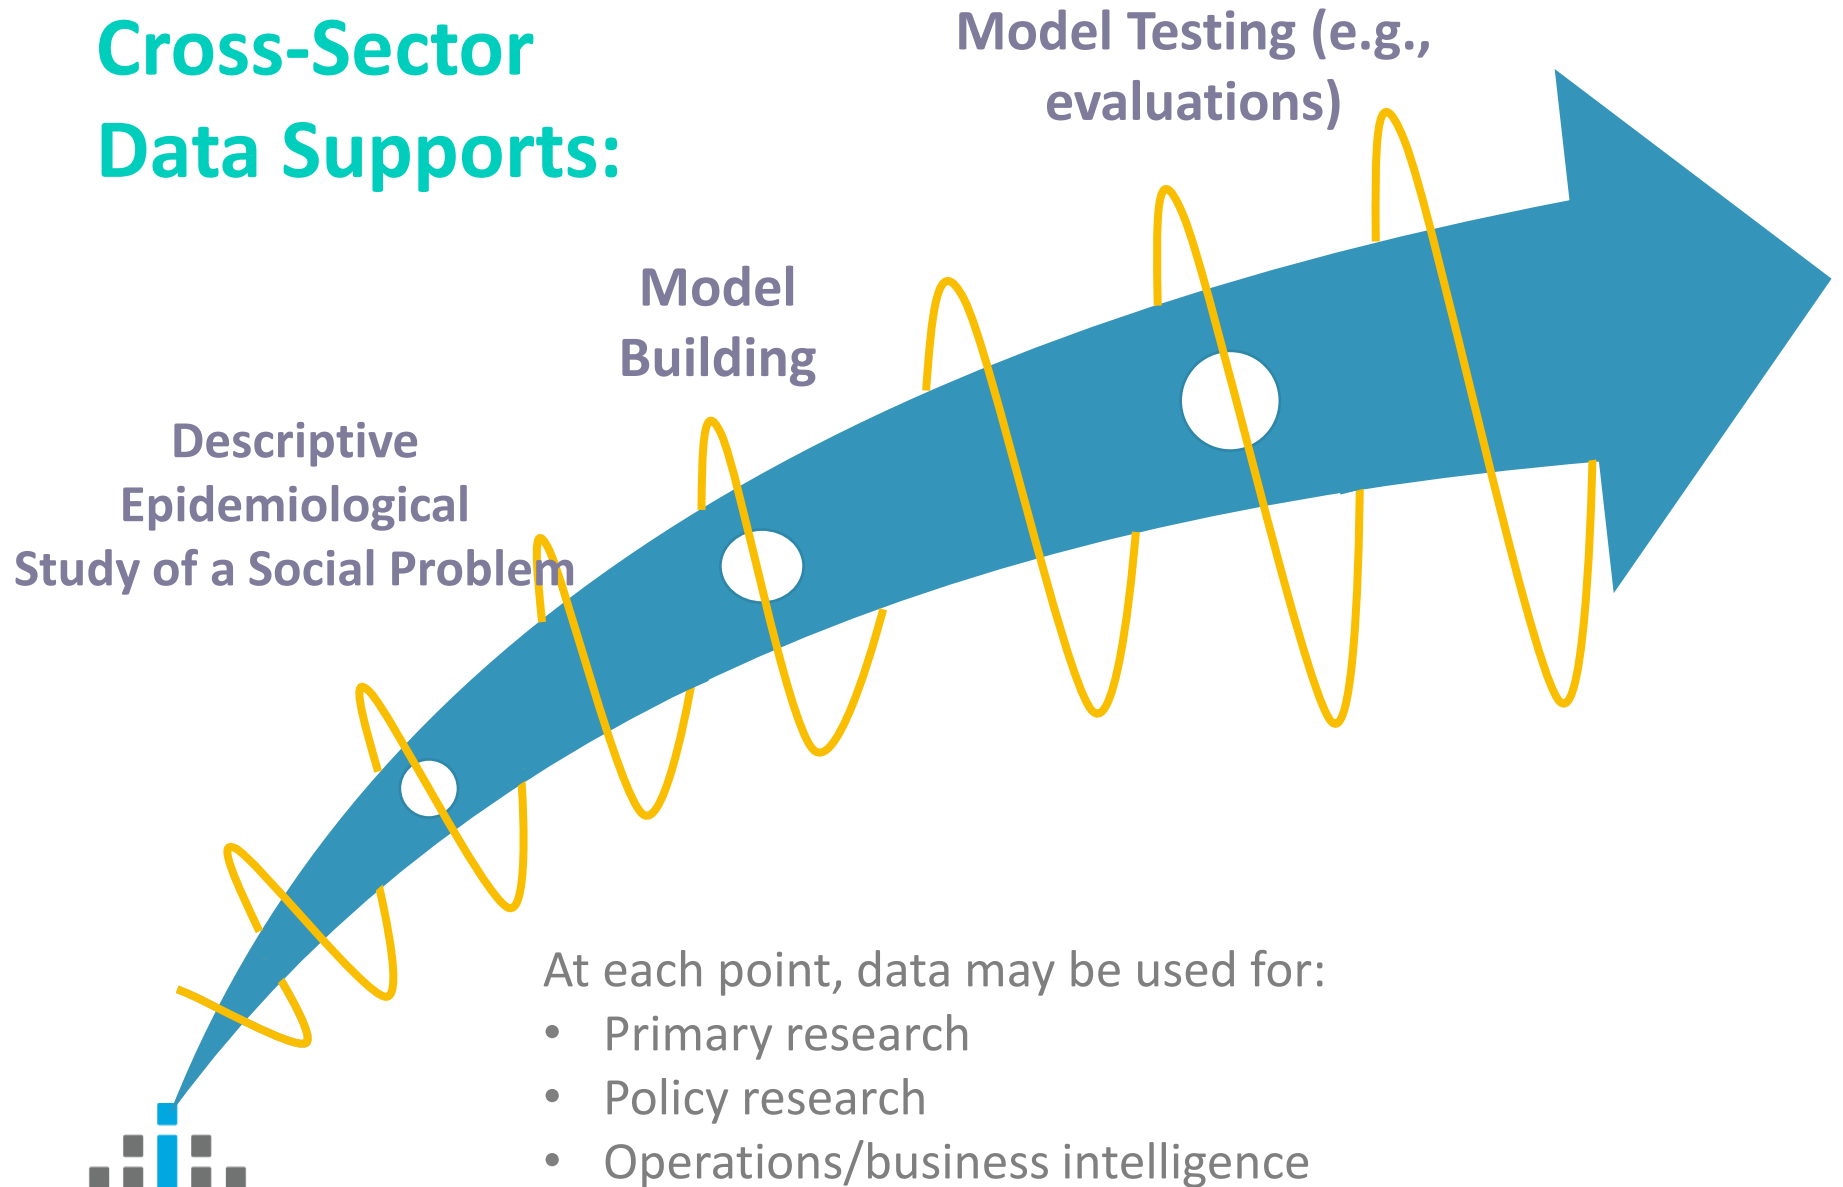 Cross-Sector
Data Supports:
Model Testing (e.g.,
evaluations)
Model
Building
Descriptive
Epidemiological
Study of a Social Problem
At each point, data may be used for:
• Primary research
• Policy research
• Operations/business intelligence